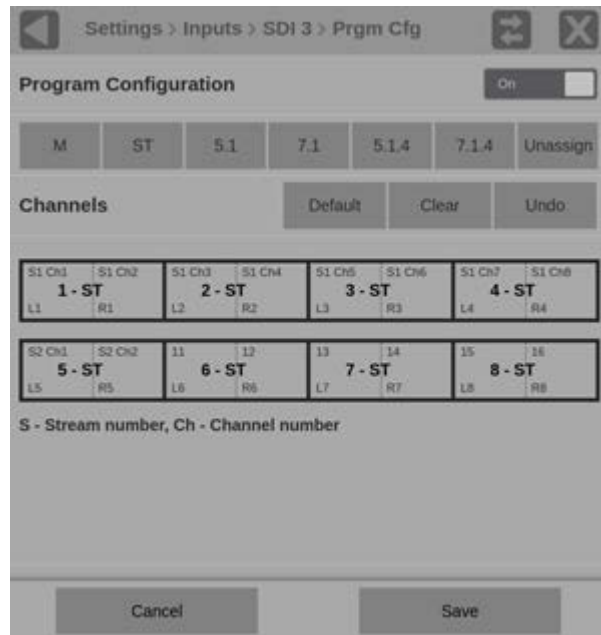 Settings > Inputs > SDI 3 > Prgm Cfg
Program Configuration On
M ST 5.1 7.1 5.1.4 7.1.4 Unassign
Channels Default Clear Undo
S1 Ch1 S1 Ch2 S1 Ch3 S1 Ch4 S1 Ch5 S1 Ch6 S1 Ch7 S1 Ch8
1 - ST 2 - ST 3 - ST 4 - ST
L1 R1 L2 R2 L3 R3 L4 R4
S2 Ch1 S2 Ch2 11 12 13 14 15 16
5 - ST 6 - ST 7 - ST 8 - ST
L5 R5 L6 R6 L7 R7 L8 R8
S - Stream number, Ch - Channel number
Cancel Save